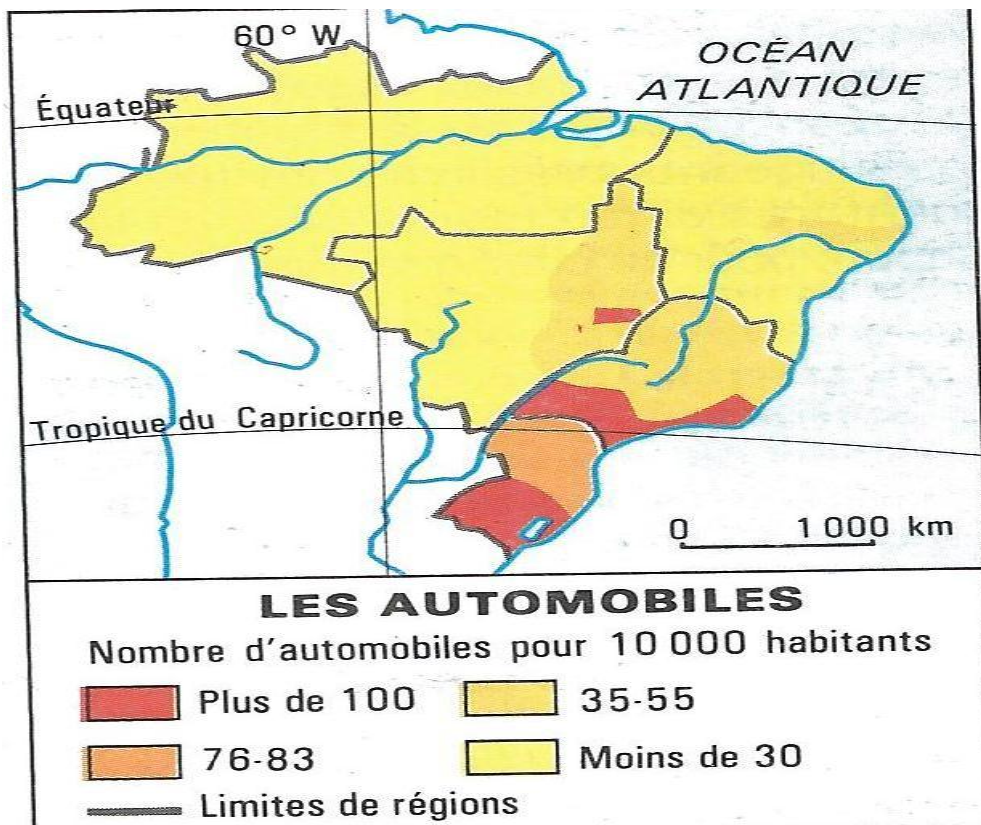 60° W
OCÉAN
ATLANTIQUE
Équateur
Tropique du Capricorne
0 1 000 km
LES AUTOMOBILES
Nombre d'automobiles pour 10 000 habitants
Plus de 100 35-55
76-83 Moins de 30
Limites de régions